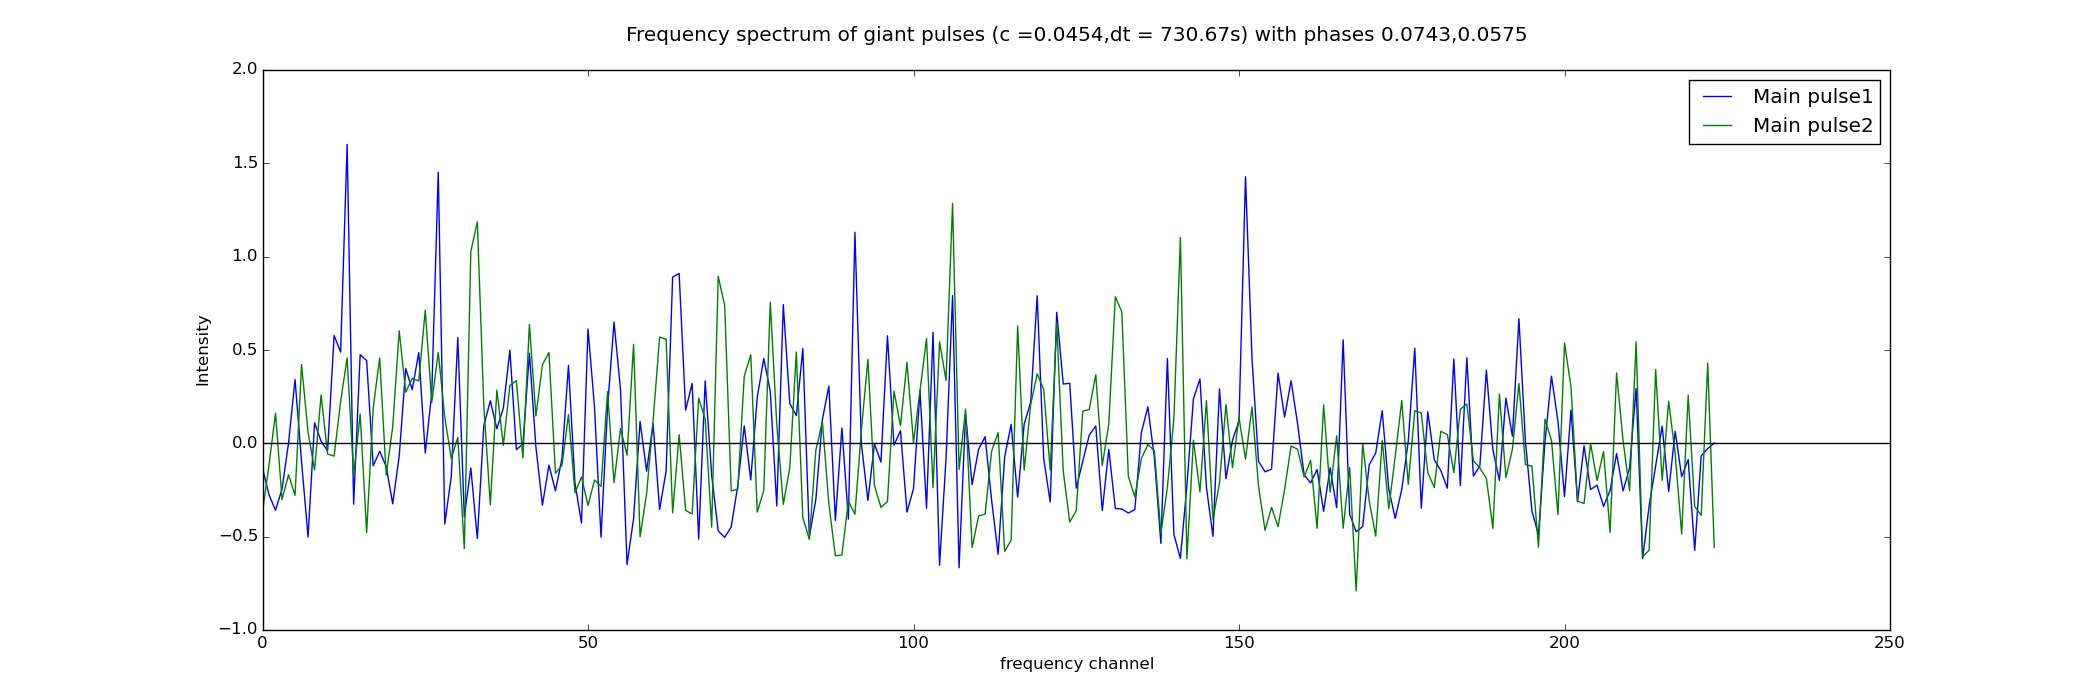 Frequency spectrum of giant pulses (c =0.0454,dt = 730.67s) with phases 0.0743,0.0575
2.0
1.5
1.0
0.5
0.0
−0.5
−1.0
Intensity
Main pulse1
Main pulse2
0 50 100 150 200 250
frequency channel